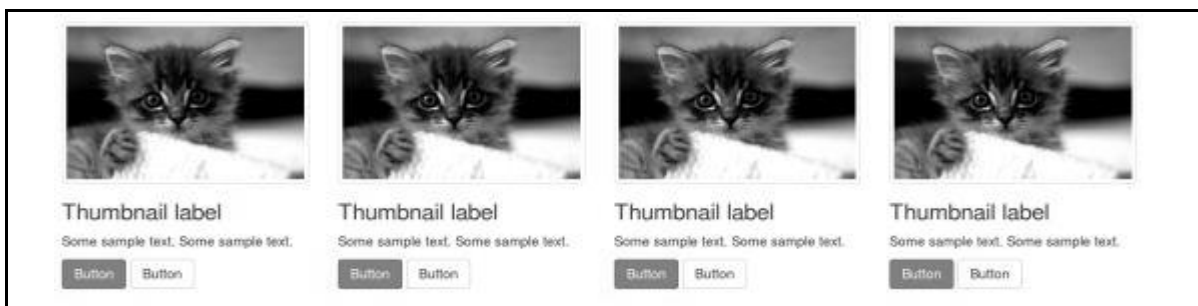 Thumbnail label Thumbnail label Thumbnail label Thumbnail label
Some sample text. Some sample text. Some sample text. Some sample text. Some sample text. Some sample text. Some sample text. Some sample text.
Button Button Button Button Button Button Button Button